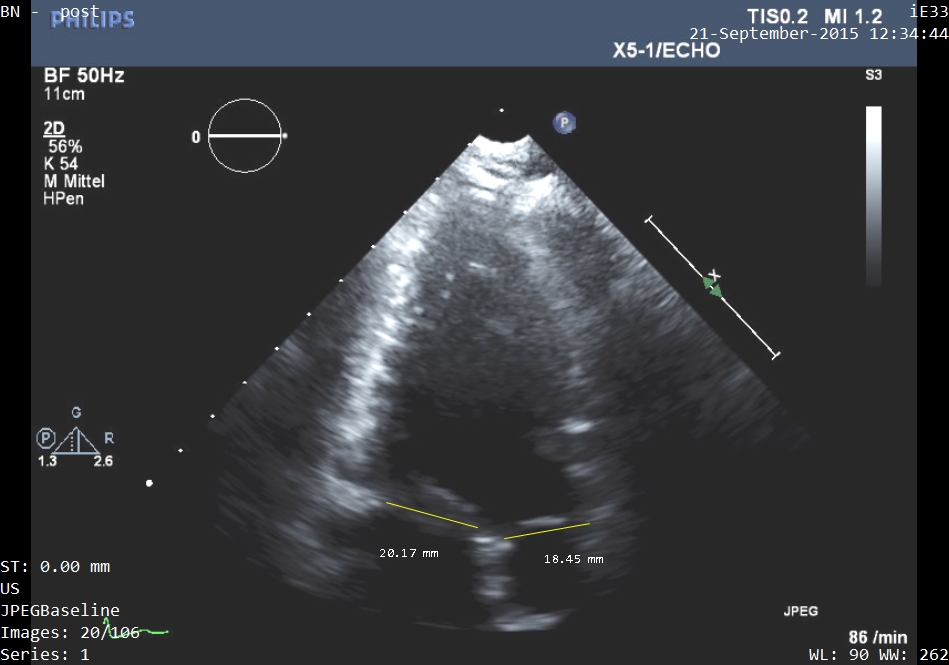 BN - post
PHILIPS
TIS0.2 MI 1.2
iE33
21-September-2015 12:34:44
X5-1/ECHO
BF 50Hz
11cm
S3
2D
56%
K 54
M Mittel
HPen
0
P
X
G
P R
1.3 2.6
20.17 mm
18.45 mm
ST: 0.00 mm
US
JPEGBaseline
Images: 20/106
Series: 1
JPEG
86 /min
WL: 90 WW: 262